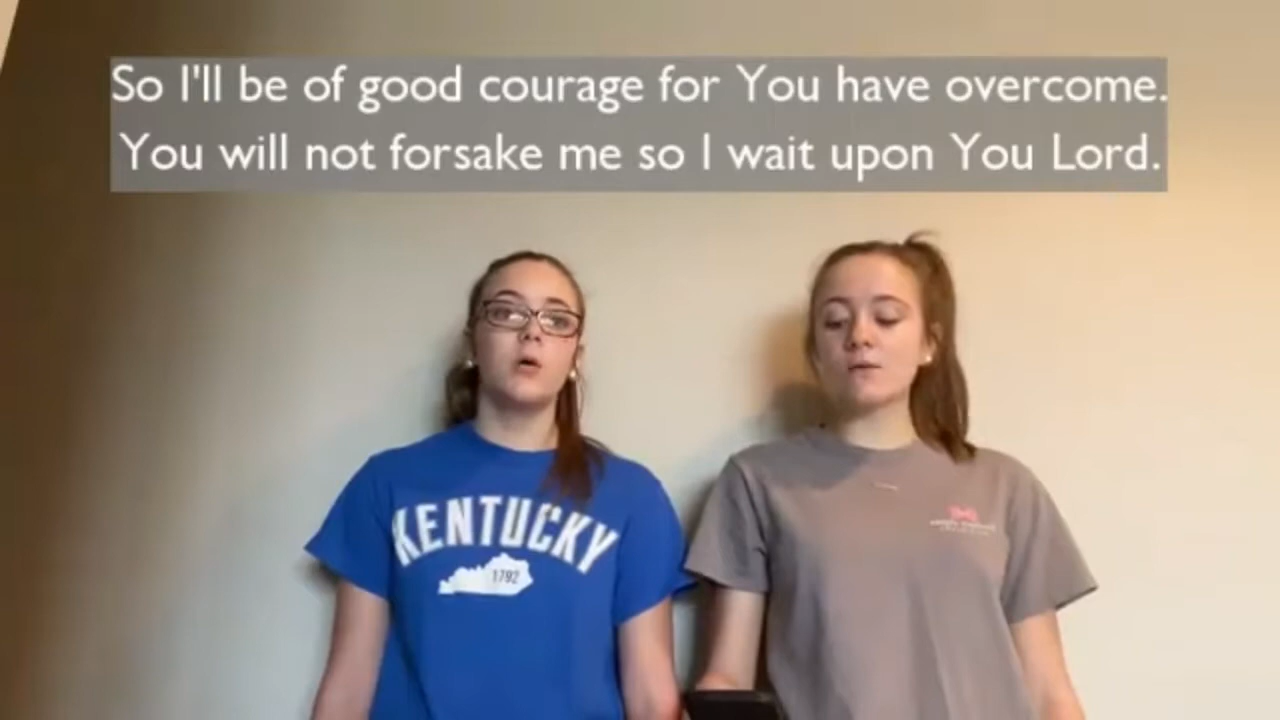 So I'll be of good courage for You have overcome.
You will not forsake me so I wait upon You Lord.
KENTUCKY
1792